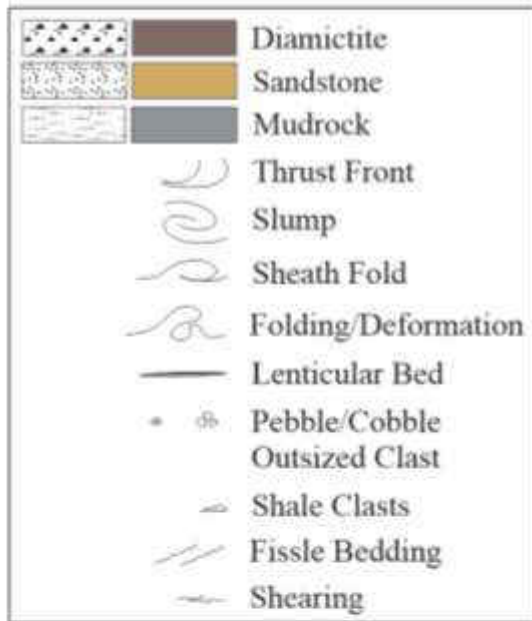 Diamictite
Sandstone
Mudrock
Thrust Front
Slump
Sheath Fold
Folding/Deformation
Lenticular Bed
Pebble/Cobble
Outsized Clast
Shale Clasts
Fissle Bedding
Shearing